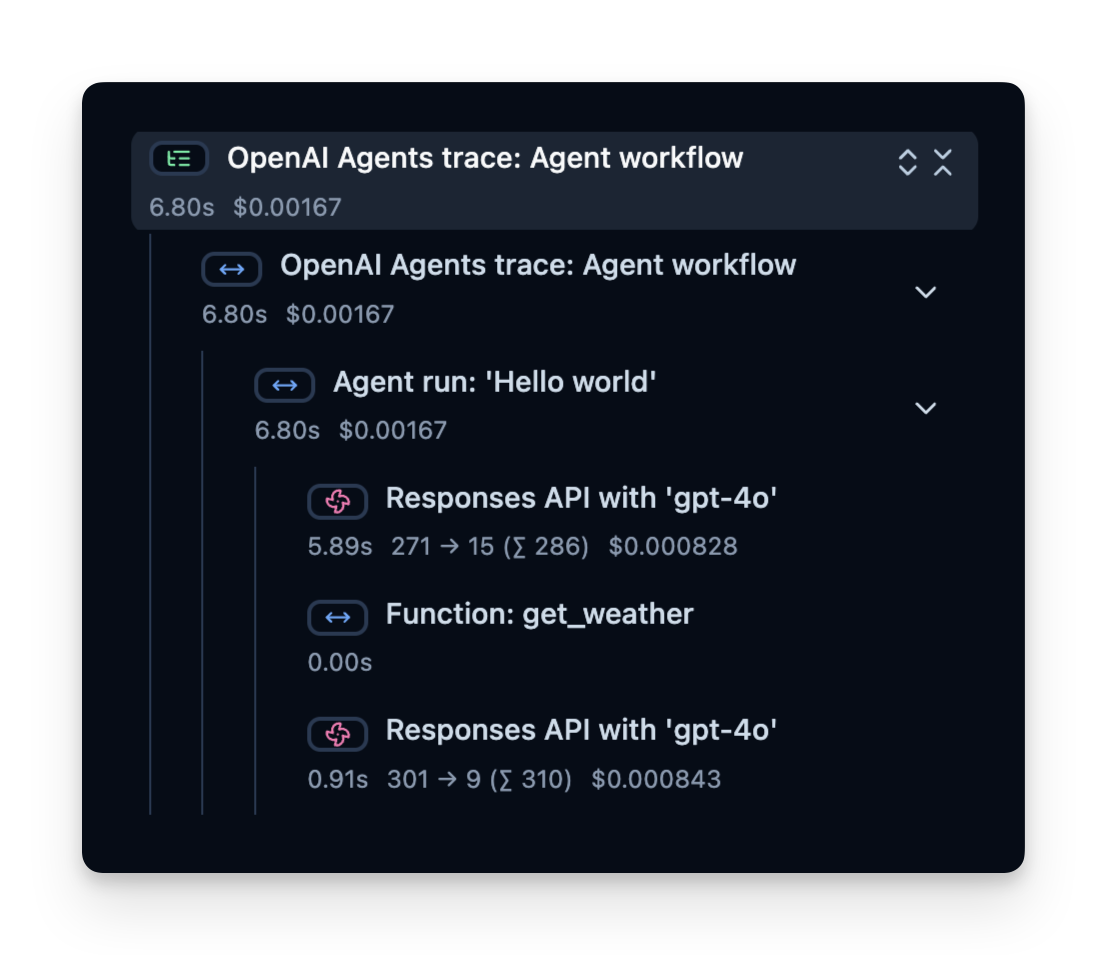 OpenAI Agents trace: Agent workflow
6.80s $0.00167
OpenAI Agents trace: Agent workflow
6.80s $0.00167
Agent run: 'Hello world'
6.80s $0.00167
Responses API with 'gpt-4o'
5.89s 271 → 15 (∑ 286) $0.000828
Function: get_weather
0.00s
Responses API with 'gpt-4o'
0.91s 301 → 9 (∑ 310) $0.000843